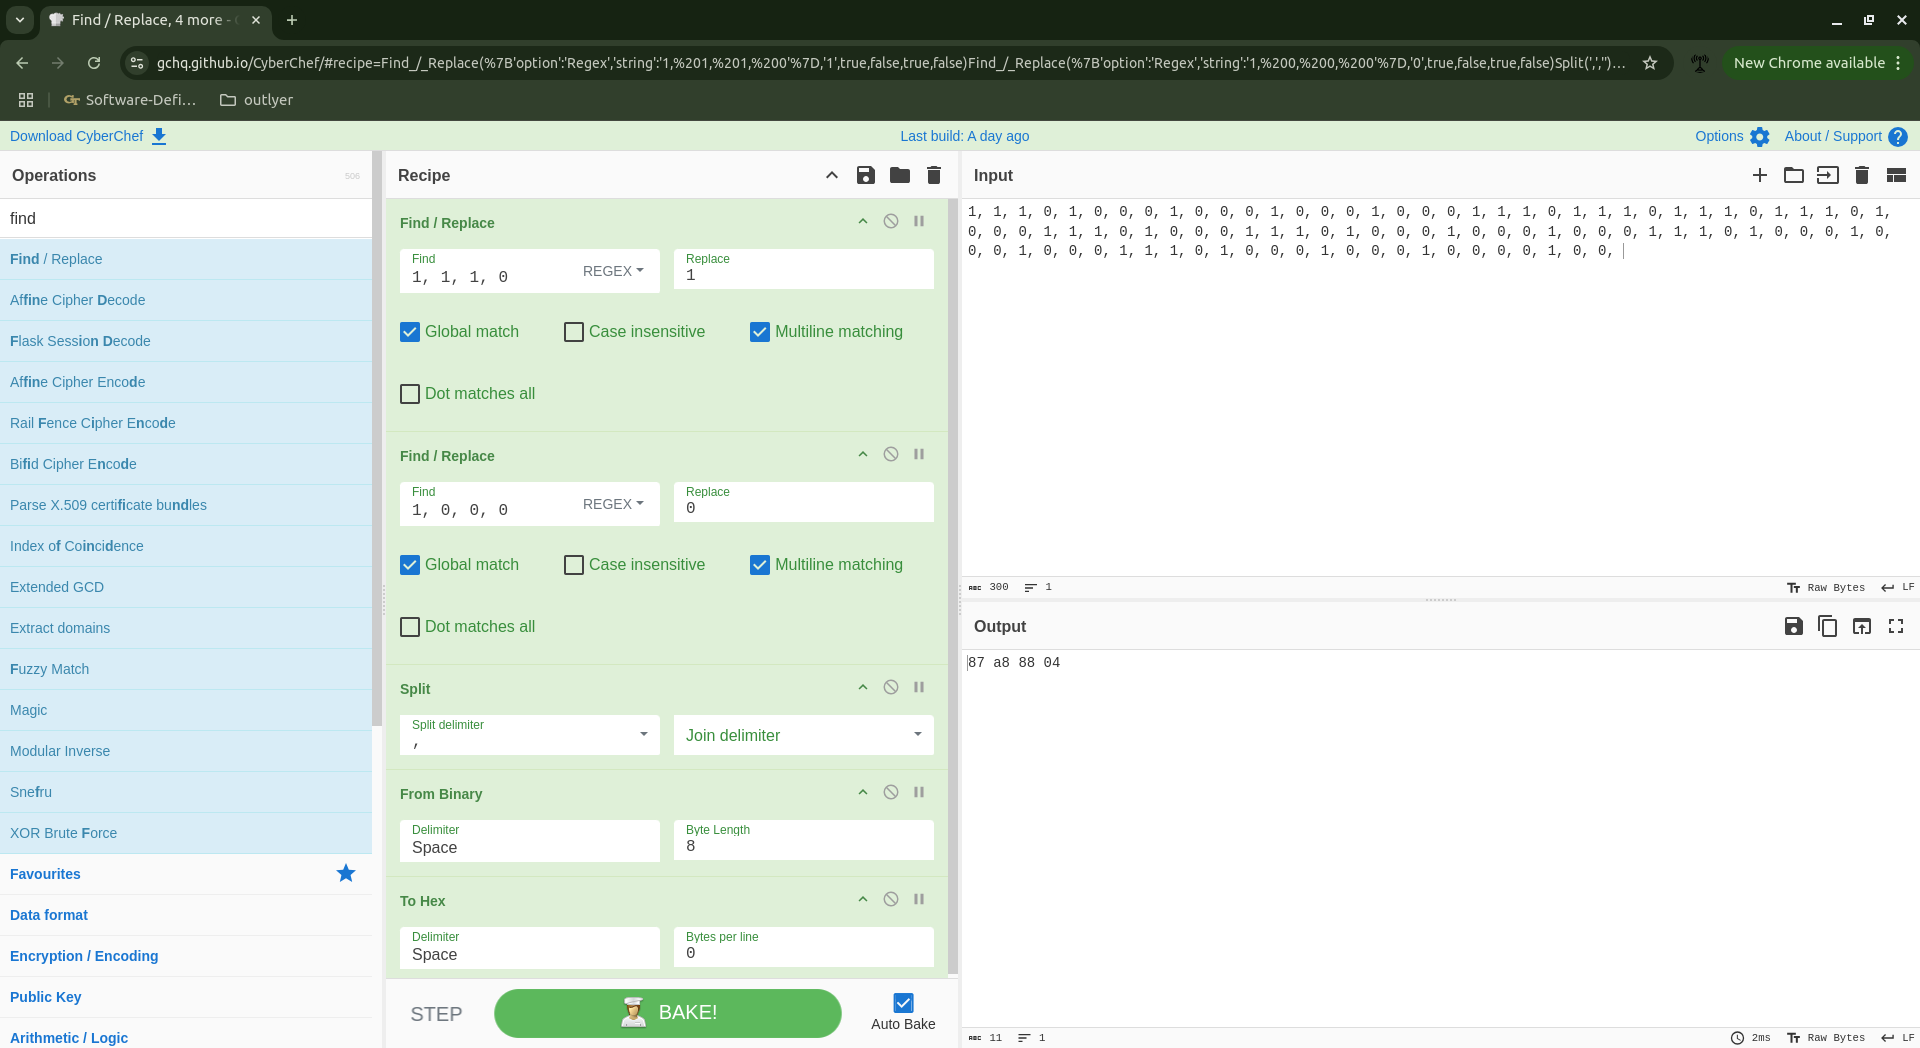 Find / Replace, 4 more -
gchq.github.io/CyberChef/#recipe=Find_/_Replace(%7B'option':'Regex','string':'1,%201,%201,%200'%7D,'1',true,false,true,false)Find_/_Replace(%7B'option':'Regex','string':'1,%200,%200,%200'%7D,'0',true,false,true,false)Split(',','')...
New Chrome available
Software-Defi...
outlyer
Download CyberChef
Last build: A day ago
Options
About / Support
Operations
506
find
Find / Replace
Affine Cipher Decode
Flask Session Decode
Affine Cipher Encode
Rail Fence Cipher Encode
Bifid Cipher Encode
Parse X.509 certificate bundles
Index of Coincidence
Extended GCD
Extract domains
Fuzzy Match
Magic
Modular Inverse
Snefru
XOR Brute Force
Favourites
Data format
Encryption / Encoding
Public Key
Arithmetic / Logic
Recipe
Find / Replace
Find
1, 1, 1, 0
REGEX
Replace
1
Global match
Case insensitive
Multiline matching
Dot matches all
Find / Replace
Find
1, 0, 0, 0
REGEX
Replace
0
Global match
Case insensitive
Multiline matching
Dot matches all
Split
Split delimiter
,
Join delimiter
From Binary
Delimiter
Space
Byte Length
8
To Hex
Delimiter
Space
Bytes per line
0
STEP
BAKE!
Auto Bake
Input
1, 1, 1, 0, 1, 0, 0, 0, 1, 0, 0, 0, 1, 0, 0, 0, 1, 0, 0, 0, 1, 1, 1, 0, 1, 1, 1, 0, 1, 1, 1, 0, 1, 1, 1, 0, 1,
0, 0, 0, 1, 1, 1, 0, 1, 0, 0, 0, 1, 1, 1, 0, 1, 0, 0, 0, 1, 0, 0, 0, 1, 0, 0, 0, 1, 1, 1, 0, 1, 0, 0, 0, 1, 0,
0, 0, 1, 0, 0, 0, 1, 1, 1, 0, 1, 0, 0, 0, 1, 0, 0, 0, 1, 0, 0, 0, 0, 1, 0, 0,
ABC 300
1
Raw Bytes
LF
Output
87 a8 88 04
ABC 11
1
2ms
Raw Bytes
LF